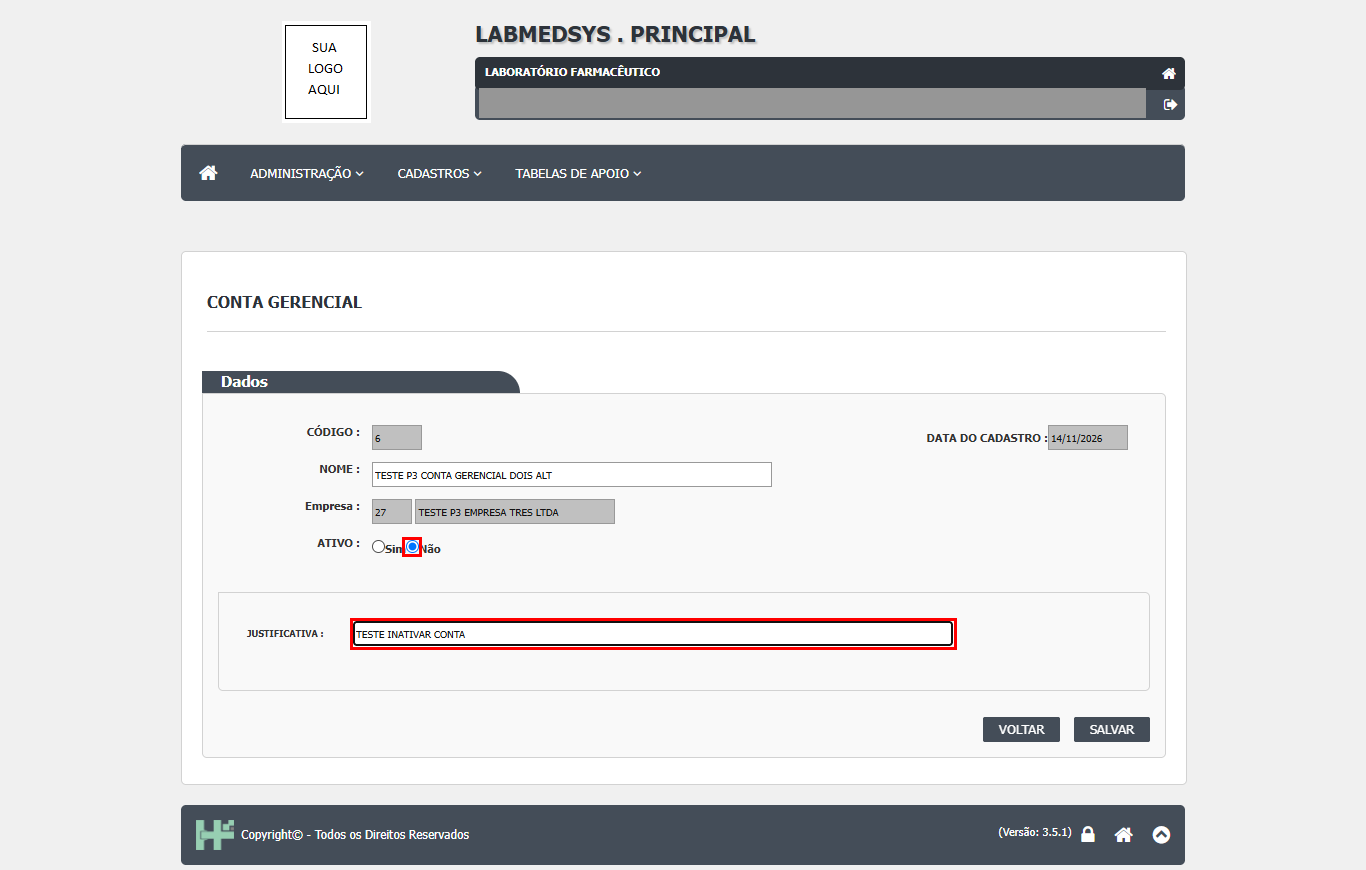 SUA
LOGO
AQUI
LABMEDSYS . PRINCIPAL
LABORATÓRIO FARMACÊUTICO
ADMINISTRAÇÃO CADASTROS TABELAS DE APOIO
CONTA GERENCIAL
Dados
CÓDIGO : 6 DATA DO CADASTRO : 14/11/2026
NOME : TESTE P3 CONTA GERENCIAL DOIS ALT
Empresa : 27 TESTE P3 EMPRESA TRES LTDA
ATIVO : Sim Não
JUSTIFICATIVA : TESTE INATIVAR CONTA
VOLTAR SALVAR
Copyright© - Todos os Direitos Reservados (Versão: 3.5.1)